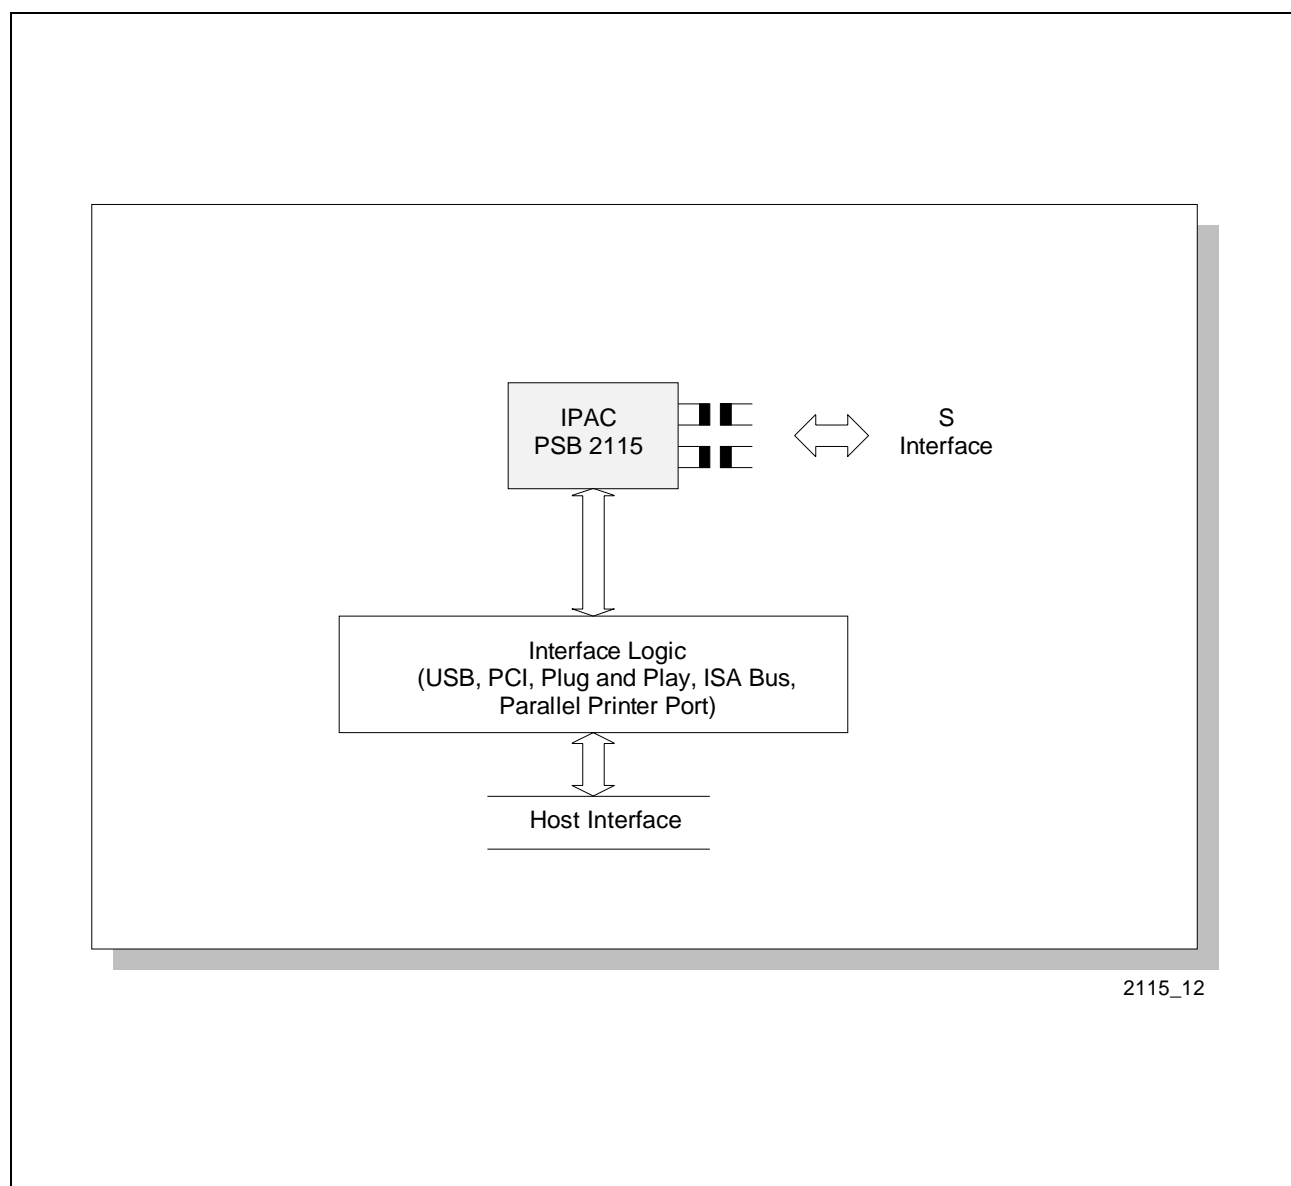 IPAC
PSB 2115
S
Interface
Interface Logic
(USB, PCI, Plug and Play, ISA Bus,
Parallel Printer Port)
Host Interface
2115_12